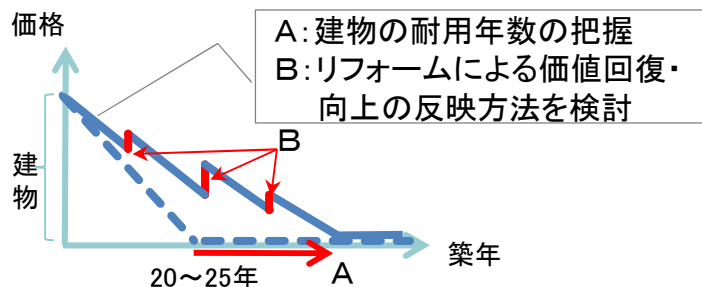 価格
A:建物の耐用年数の把握
B:リフォームによる価値回復・
向上の反映方法を検討
B
建物
築年
20~25年
A